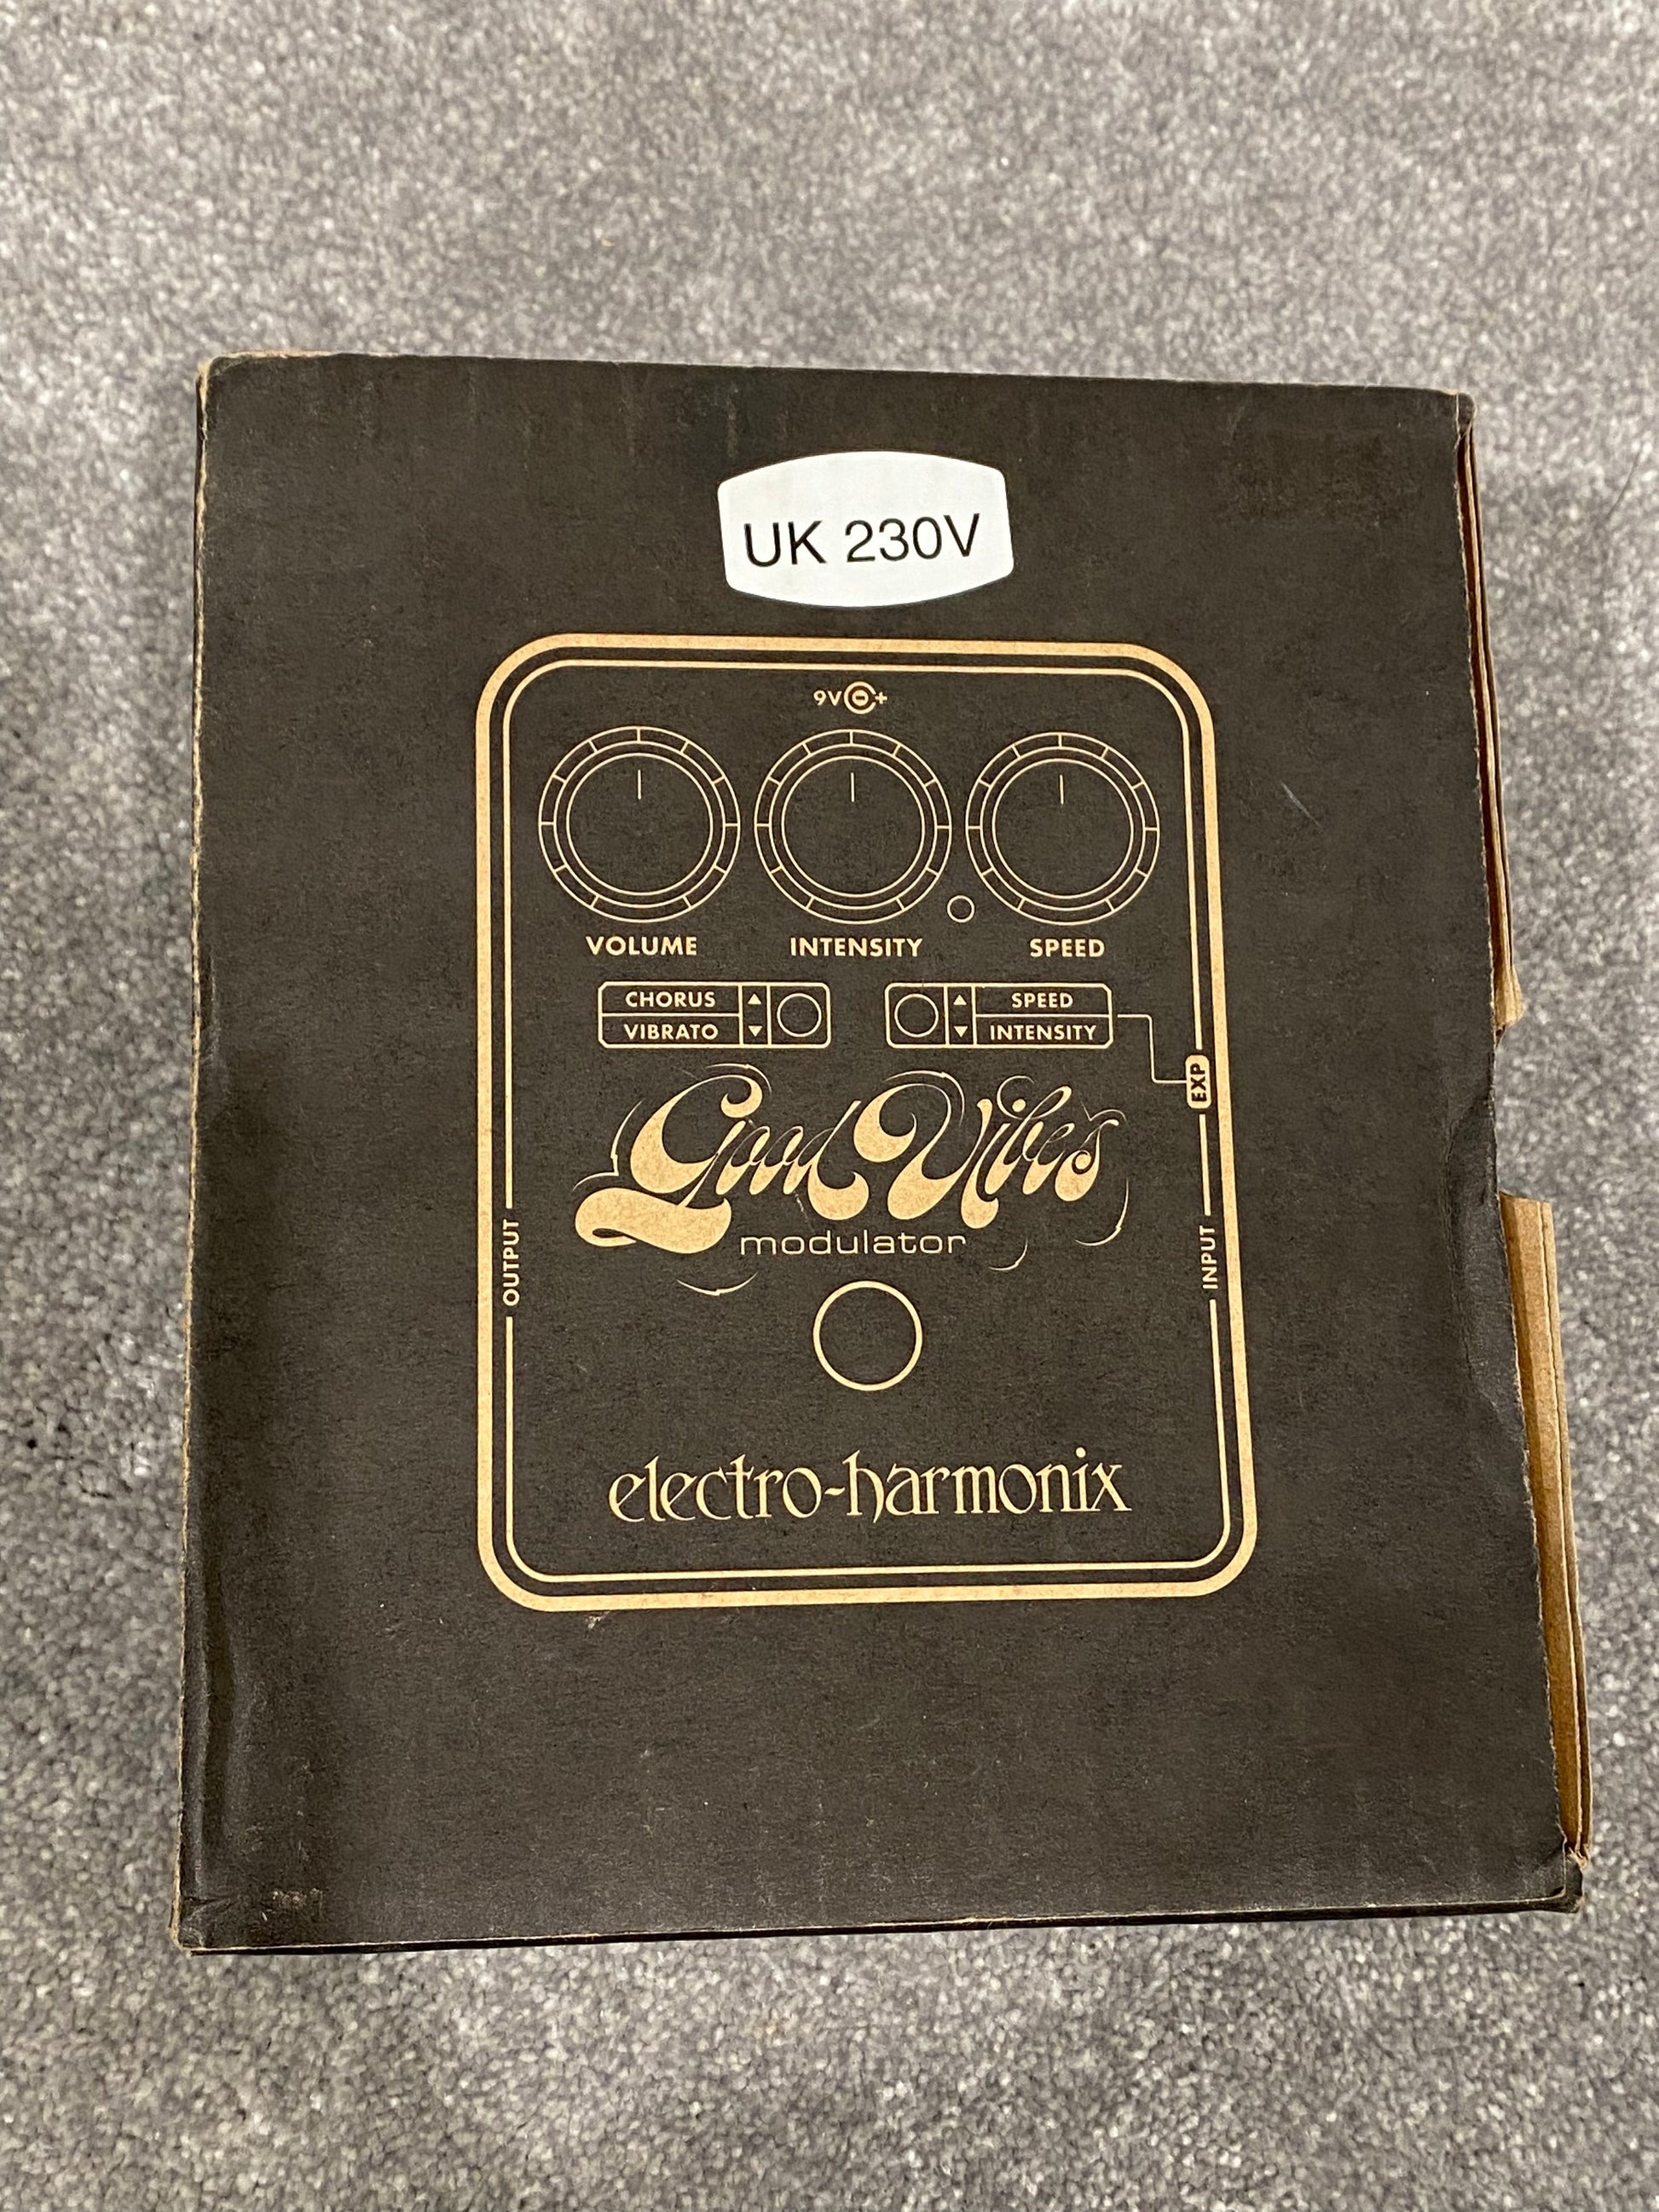 UK 230V
9V +
VOLUME INTENSITY SPEED
CHORUS
VIBRATO
SPEED
INTENSITY
EXP
Good Vibes
modulator
OUTPUT
INPUT
electro-harmonix